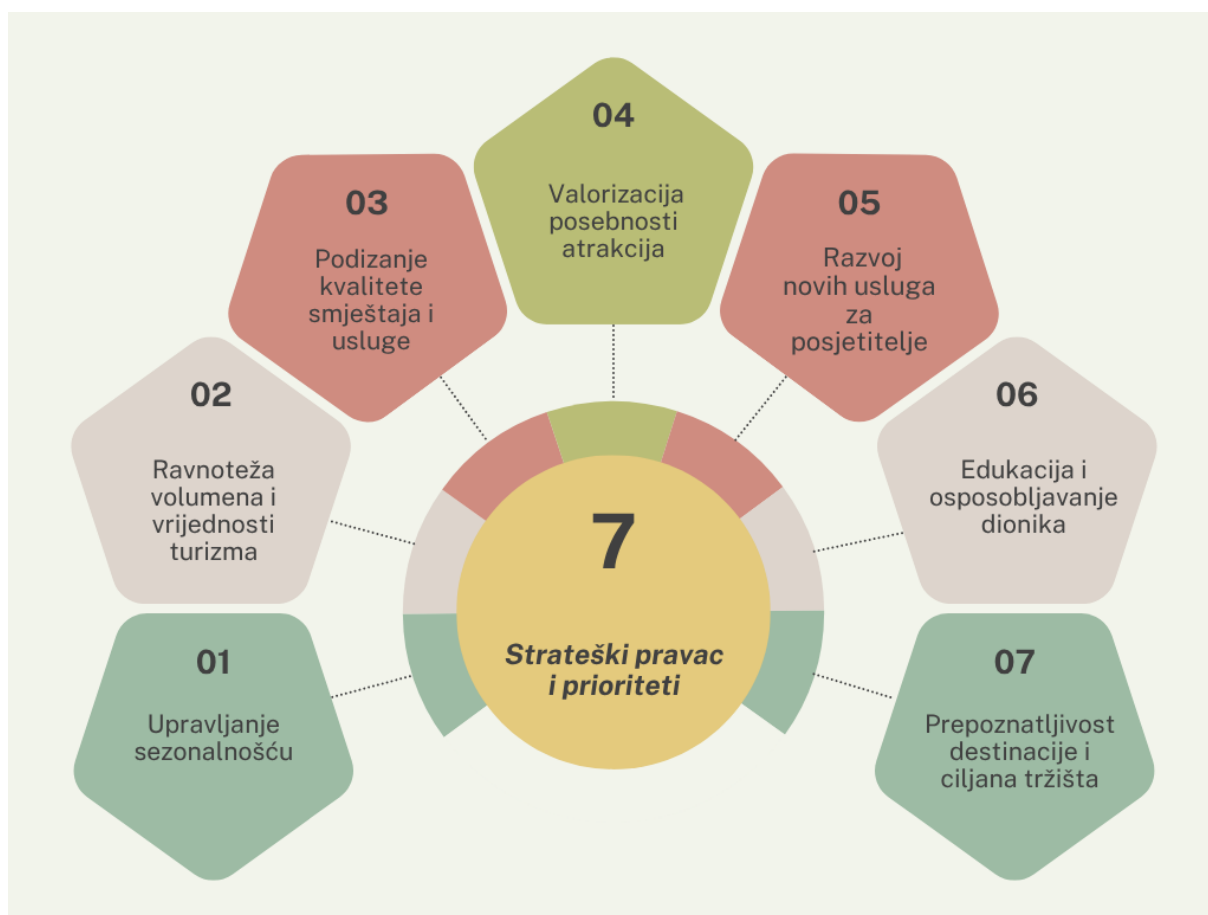 04
Valorizacija
posebnosti
atrakcija
03
Podizanje
kvalitete
smještaja i
usluge
05
Razvoj
novih usluga
za
posjetitelje
02
Ravnoteža
volumena i
vrijednosti
turizma
06
Edukacija i
osposobljavanje
dionika
7
Strateški pravac
i prioriteti
01
Upravljanje
sezonalnošću
07
Prepoznatljivost
destinacije i
ciljana tržišta